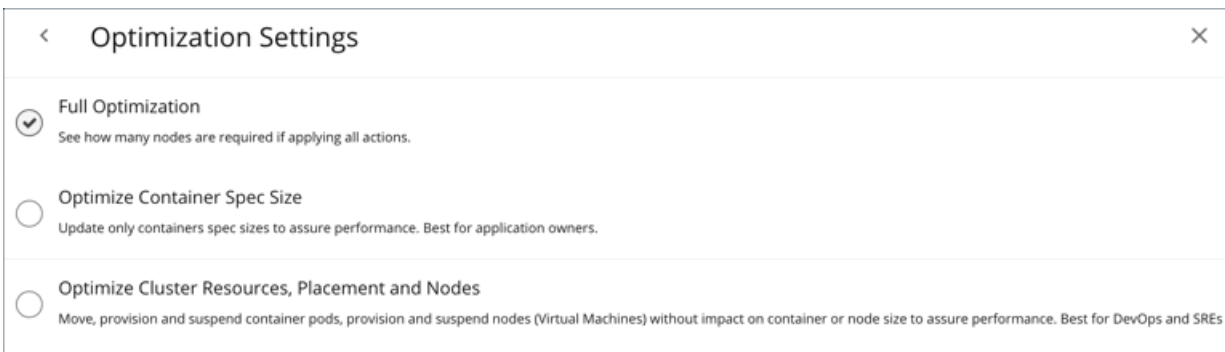 Optimization Settings
Full Optimization
See how many nodes are required if applying all actions.
Optimize Container Spec Size
Update only containers spec sizes to assure performance. Best for application owners.
Optimize Cluster Resources, Placement and Nodes
Move, provision and suspend container pods, provision and suspend nodes (Virtual Machines) without impact on container or node size to assure performance. Best for DevOps and SREs